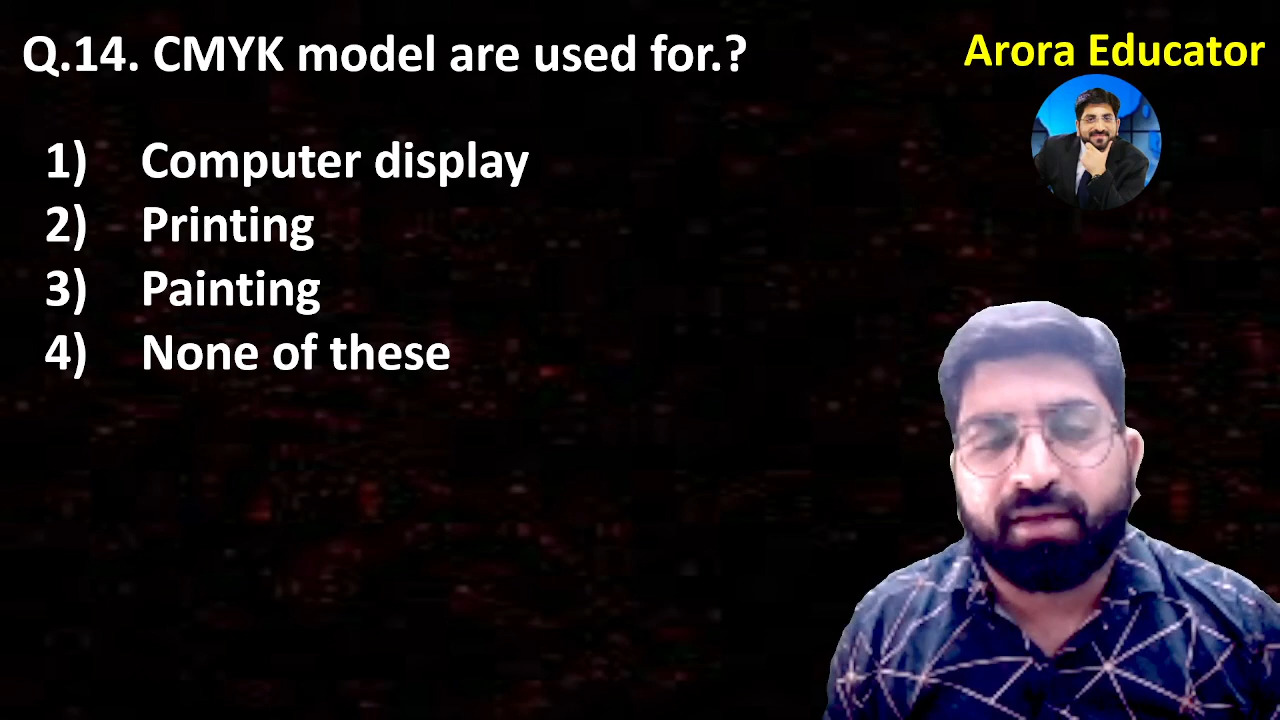 Q.14. CMYK model are used for.?
Arora Educator
1) Computer display
2) Printing
3) Painting
4) None of these